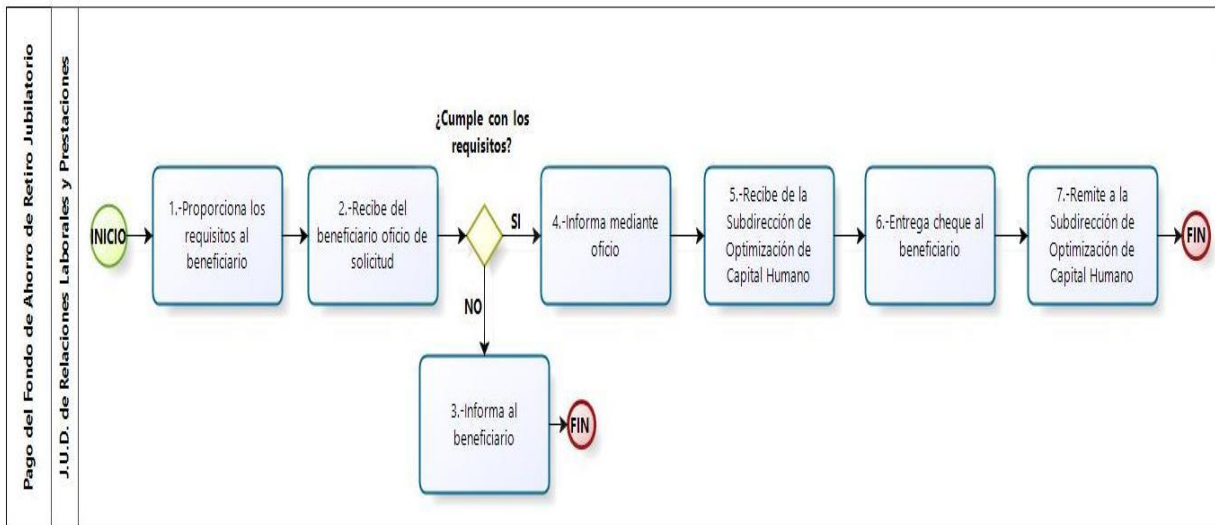 Pago del Fondo de Ahorro de Retiro Jubilatorio
J.U.D. de Relaciones Laborales y Prestaciones
INICIO
1.-Proporciona los
requisitos al
beneficiario
2.-Recibe del
beneficiario oficio de
solicitud
¿Cumple con los
requisitos?
SI
NO
3.-Informa al
beneficiario
FIN
4.-Informa mediante
oficio
5.-Recibe de la
Subdirección de
Optimización de
Capital Humano
6.-Entrega cheque al
beneficiario
7.-Remite a la
Subdirección de
Optimización de
Capital Humano
FIN